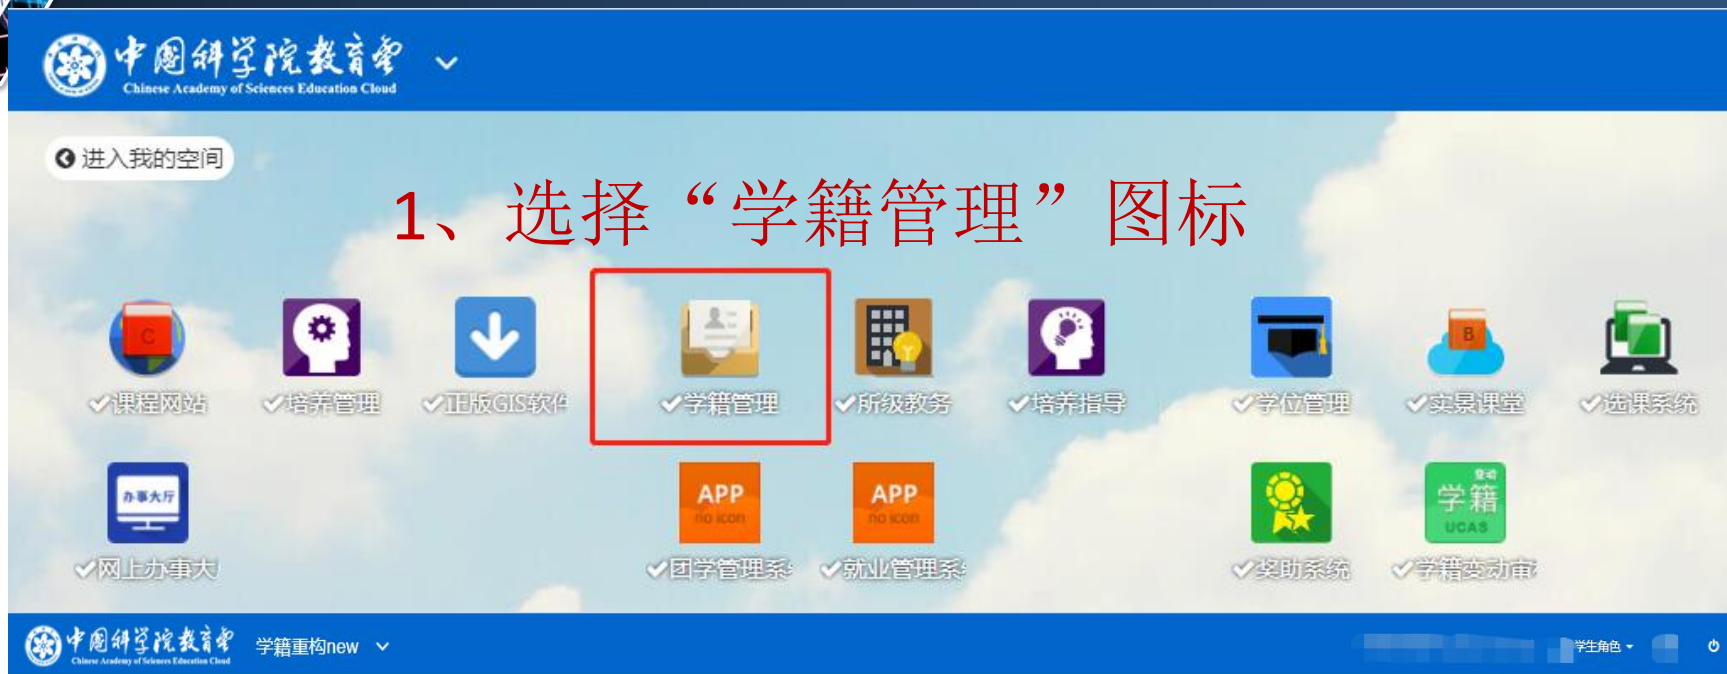 中国科学院教育云
Chinese Academy of Sciences Education Cloud
进入我的空间
1、选择“学籍管理”图标
C
B
课程网站 培养管理 正版GIS软件 学籍管理 所级教务 培养指导 学位管理 实景课堂 选课系统
办事大厅
APP
no icon
APP
no icon
变动
学籍
UCAS
网上办事大 团学管理系 就业管理系 奖助系统 学籍变动审
中国科学院教育云
Chinese Academy of Sciences Education Cloud
学籍重构new
学生角色